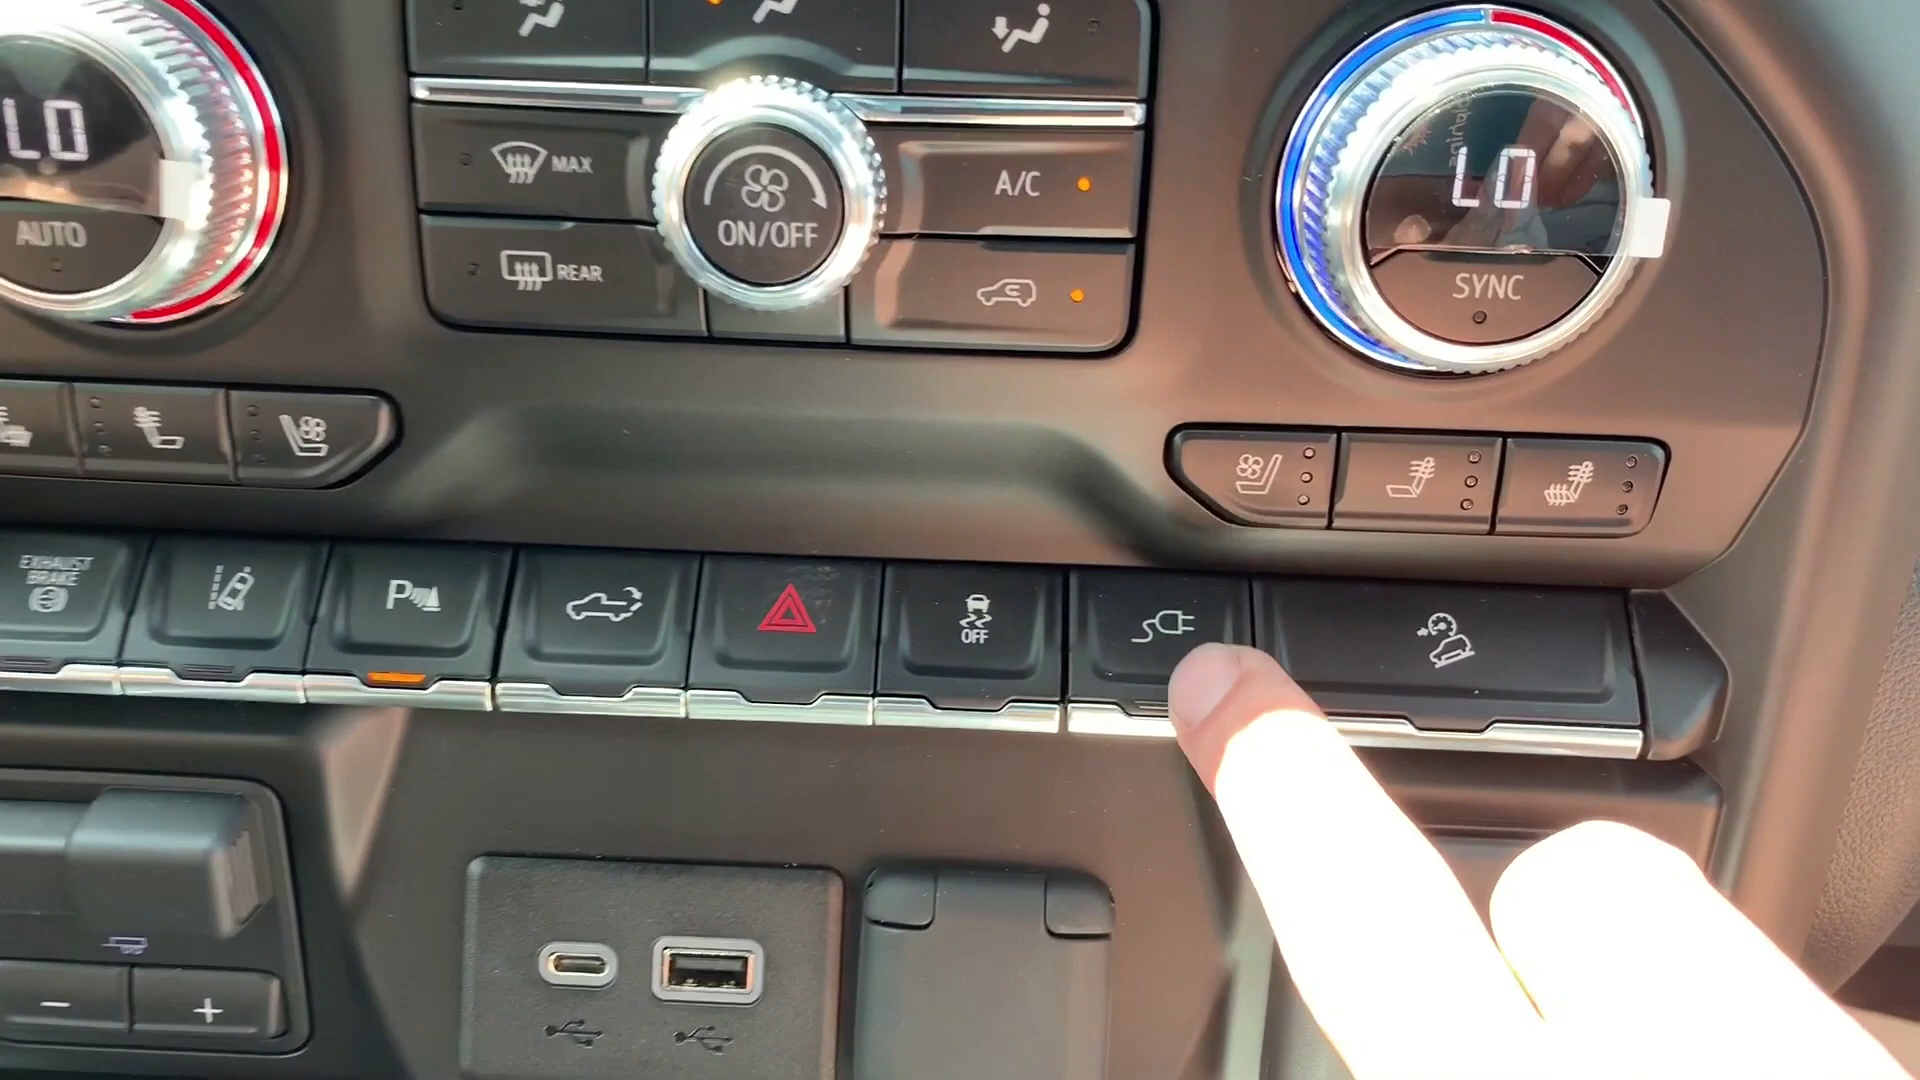 LO
AUTO
MAX
REAR
ON/OFF
A/C
LO
SYNC
EXHAUST
BRAKE
P
OFF
- +